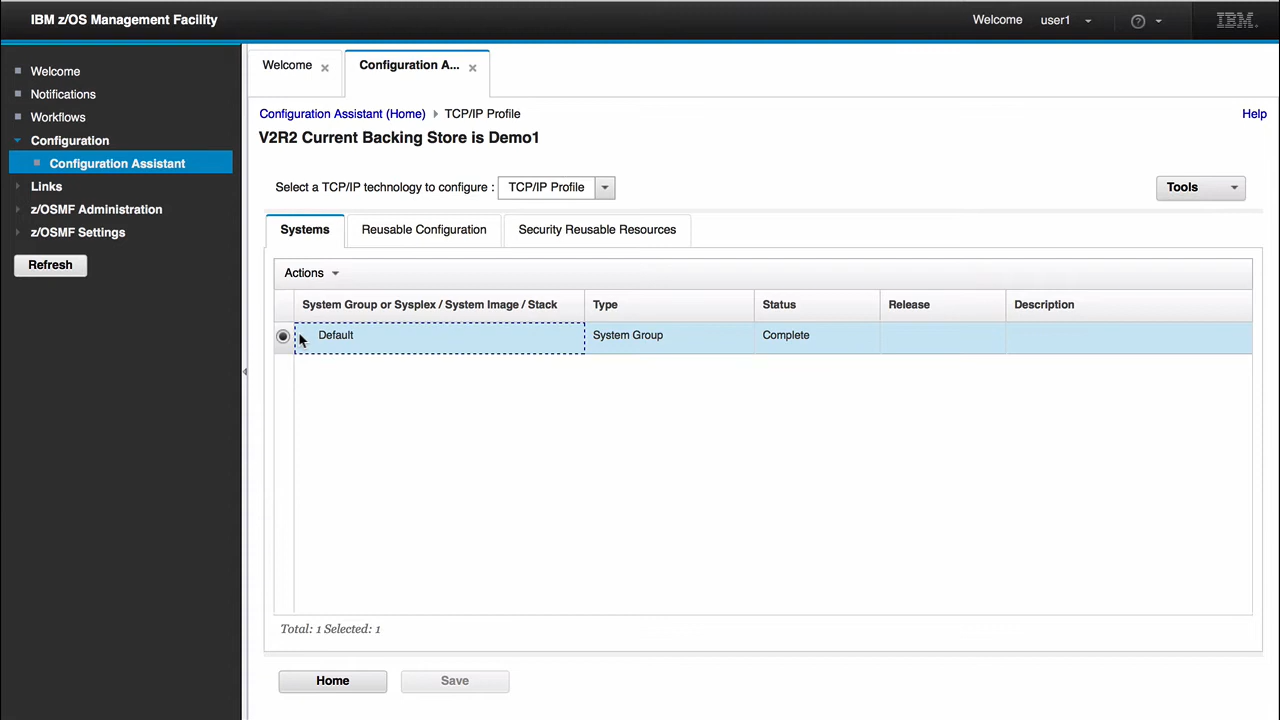 IBM z/OS Management Facility
Welcome user1
IBM.
Welcome
Notifications
Workflows
Configuration
Configuration Assistant
Links
z/OSMF Administration
z/OSMF Settings
Refresh
Welcome
Configuration A...
Configuration Assistant (Home) TCP/IP Profile
Help
V2R2 Current Backing Store is Demo1
Select a TCP/IP technology to configure : TCP/IP Profile
Tools
Systems Reusable Configuration Security Reusable Resources
Actions
System Group or Sysplex / System Image / Stack Type Status Release Description
Default System Group Complete
Total: 1 Selected: 1
Home Save